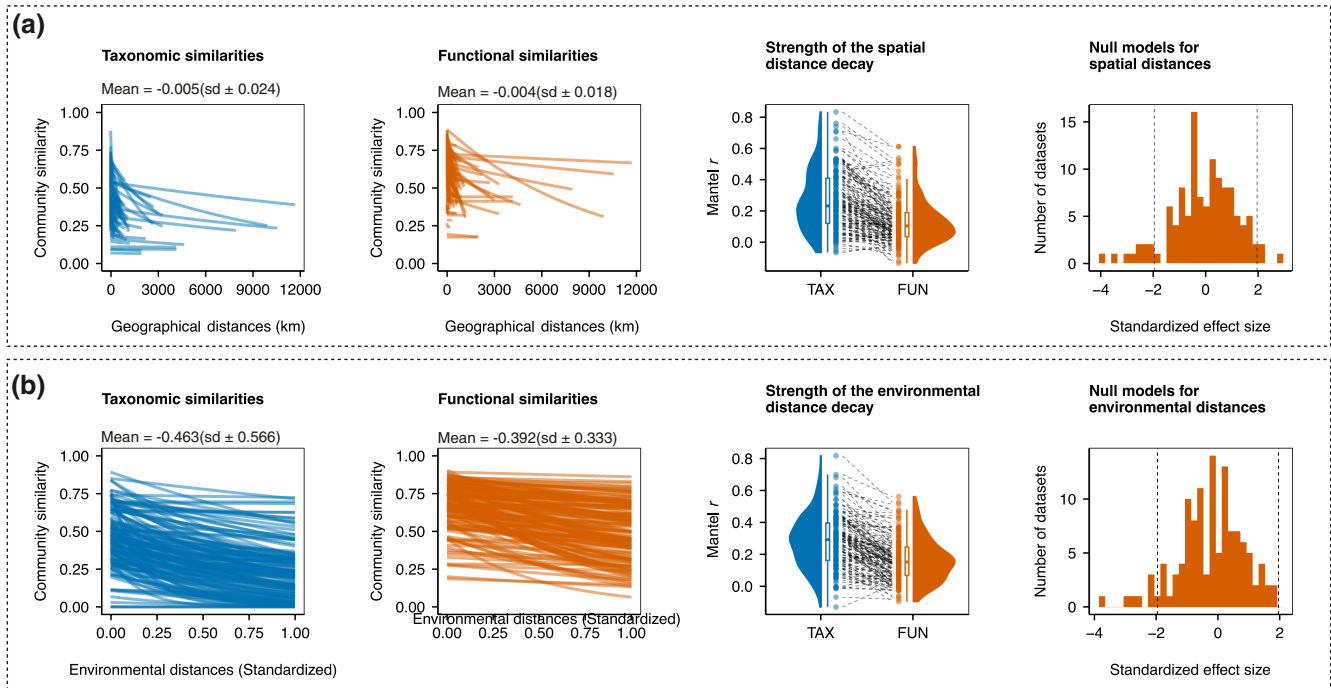 (a)
Taxonomic similarities
Mean = -0.005(sd ± 0.024)
Community similarity
1.00
0.75
0.50
0.25
0.00
0 3000 6000 9000 12000
Geographical distances (km)
Functional similarities
Mean = -0.004(sd ± 0.018)
Community similarity
1.00
0.75
0.50
0.25
0.00
0 3000 6000 9000 12000
Geographical distances (km)
Strength of the spatial
distance decay
Mantel r
0.8
0.6
0.4
0.2
0.0
TAX FUN
Null models for
spatial distances
Number of datasets
15
10
5
0
−4 −2 0 2
Standardized effect size
(b)
Taxonomic similarities
Mean = -0.463(sd ± 0.566)
Community similarity
1.00
0.75
0.50
0.25
0.00
0.00 0.25 0.50 0.75 1.00
Environmental distances (Standardized)
Functional similarities
Mean = -0.392(sd ± 0.333)
Community similarity
1.00
0.75
0.50
0.25
0.00
Environmental distances (Standardized)
0.00 0.25 0.50 0.75 1.00
Strength of the environmental
distance decay
Mantel r
0.8
0.6
0.4
0.2
0.0
TAX FUN
Null models for
environmental distances
Number of datasets
10
5
0
−4 −2 0 2
Standardized effect size